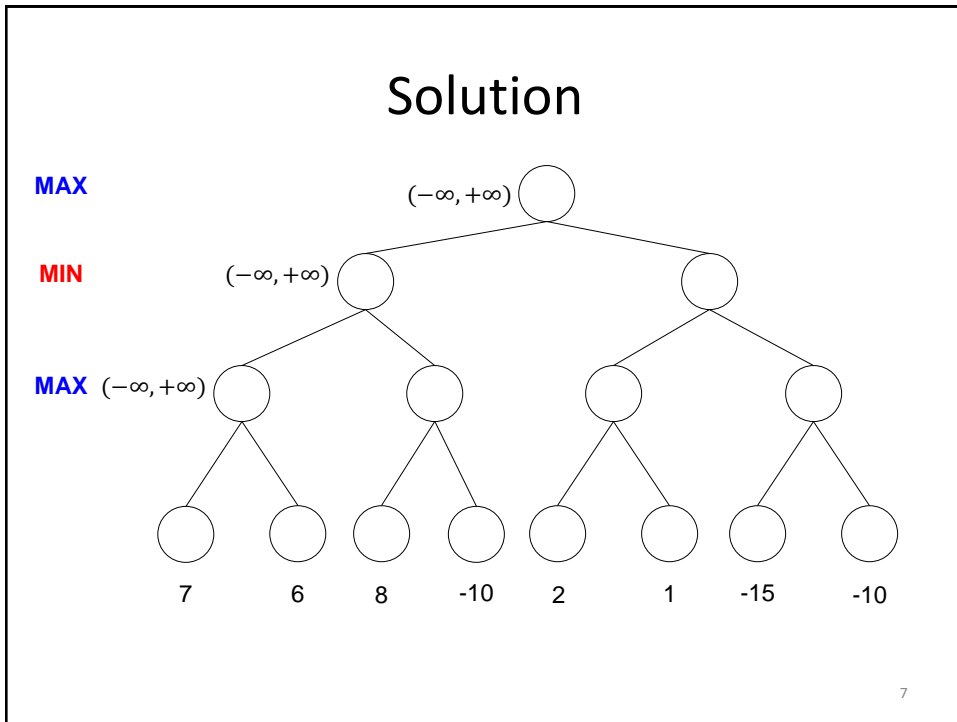 Solution
MAX (−∞, +∞)
MIN (−∞, +∞)
MAX (−∞, +∞)
7 6 8 -10 2 1 -15 -10
7